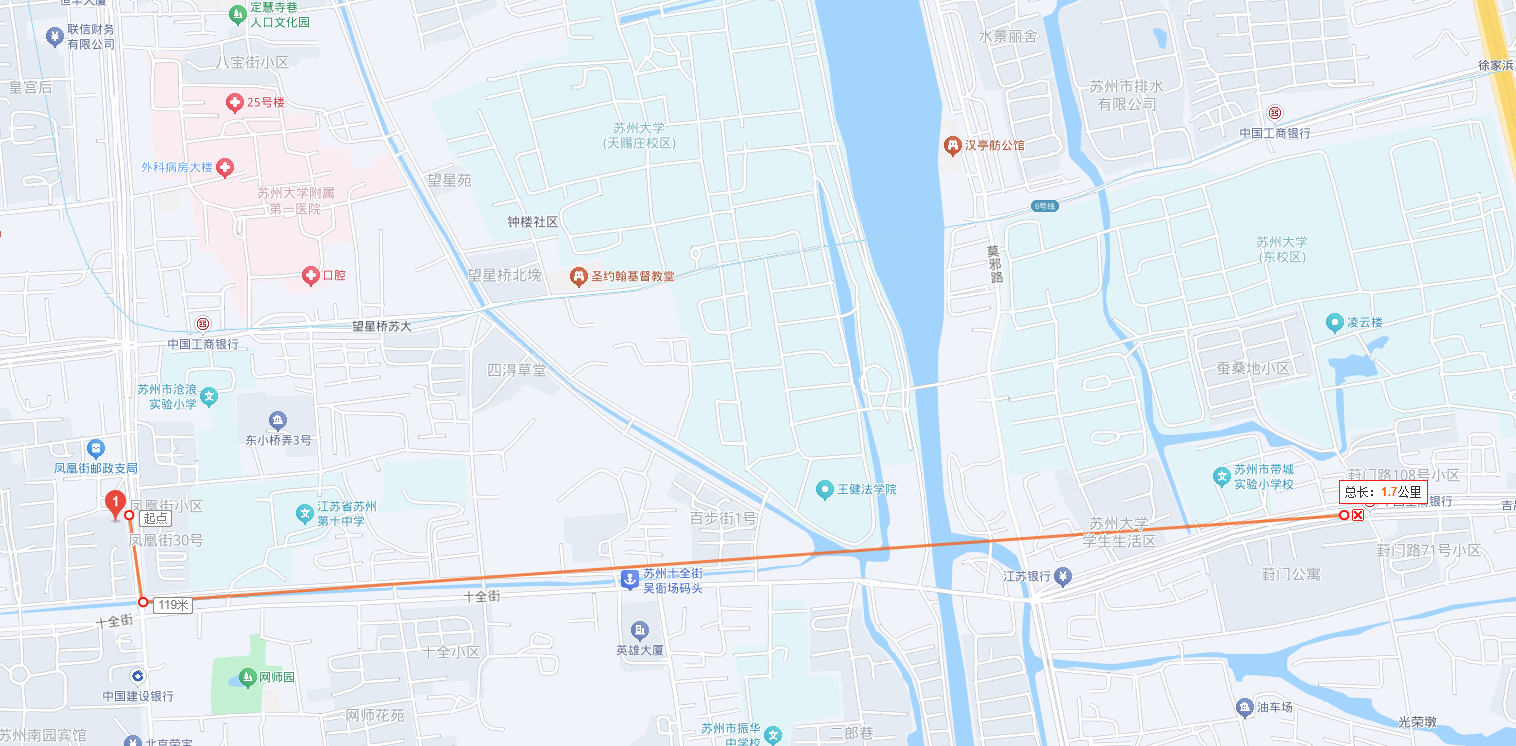 定慧寺巷
人口文化园
联信财务
有限公司
八宝街小区
皇宫后
25号楼
外科病房大楼
苏州大学附属
第一医院
口腔
中国工商银行
望星桥苏大
望星苑
钟楼社区
望星桥北堍
圣约翰基督教堂
苏州大学
(天赐庄校区)
水景丽舍
苏州市排水
有限公司
徐家浜
中国工商银行
汉亭舫公馆
6号线
莫邪路
苏州大学
(东校区)
凌云楼
蚕桑地小区
四淂草堂
苏州市沧浪
实验小学
东小桥弄3号
凤凰街邮政支局
1
起点
凤凰街小区
凤凰街30号
江苏省苏州
第十中学
百步街1号
王健法学院
苏州市带城
实验小学校
葑门路108号小区
总长：1.7公里
苏州大学
学生生活区
葑门路71号小区
江苏银行
葑门公寓
苏州十全街
吴衙场码头
119米
十全街
十全街
英雄大厦
十全小区
网师园
中国建设银行
网师花苑
苏州南园宾馆
苏州市振华
中学校
二郎巷
油车场
光荣墩